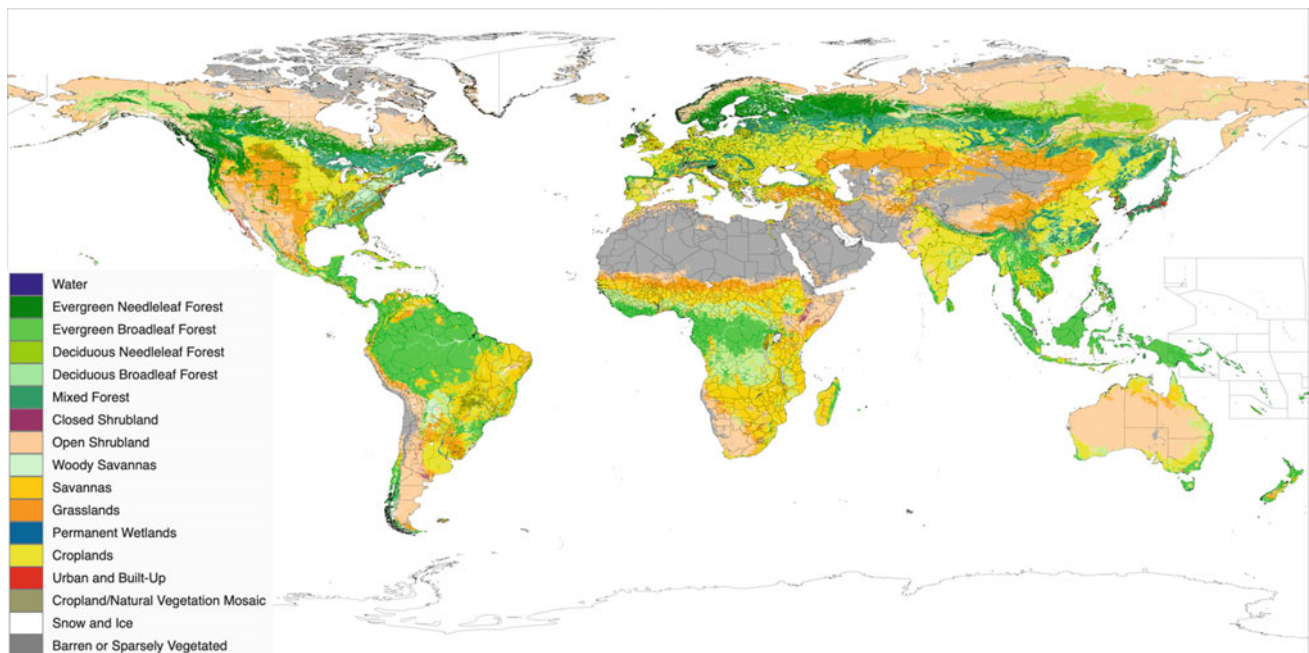 Water
Evergreen Needleleaf Forest
Evergreen Broadleaf Forest
Deciduous Needleleaf Forest
Deciduous Broadleaf Forest
Mixed Forest
Closed Shrubland
Open Shrubland
Woody Savannas
Savannas
Grasslands
Permanent Wetlands
Croplands
Urban and Built-Up
Cropland/Natural Vegetation Mosaic
Snow and Ice
Barren or Sparsely Vegetated